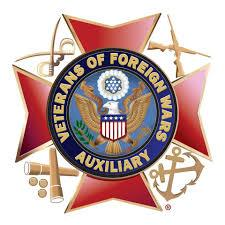 VETERANS OF FOREIGN WARS
AUXILIARY
®